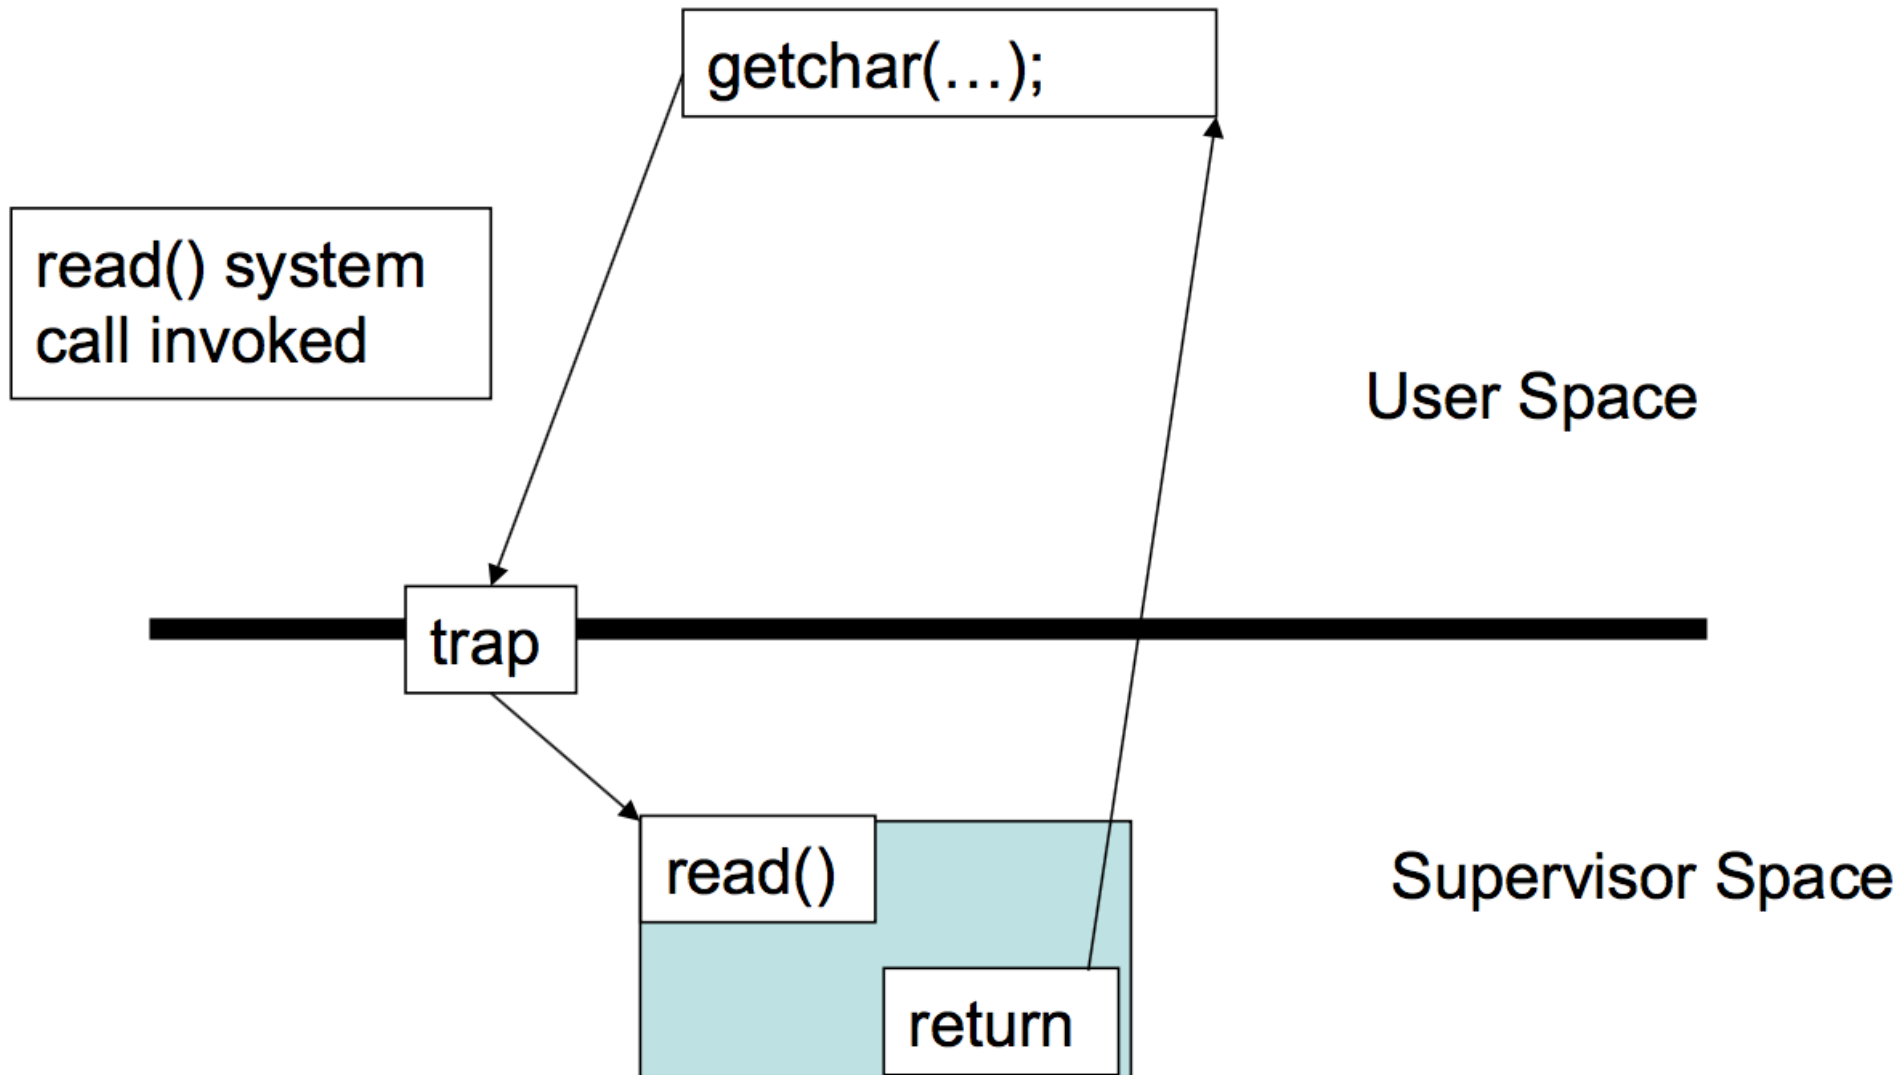 getchar(…);
read() system
call invoked
User Space
trap
read()
Supervisor Space
return